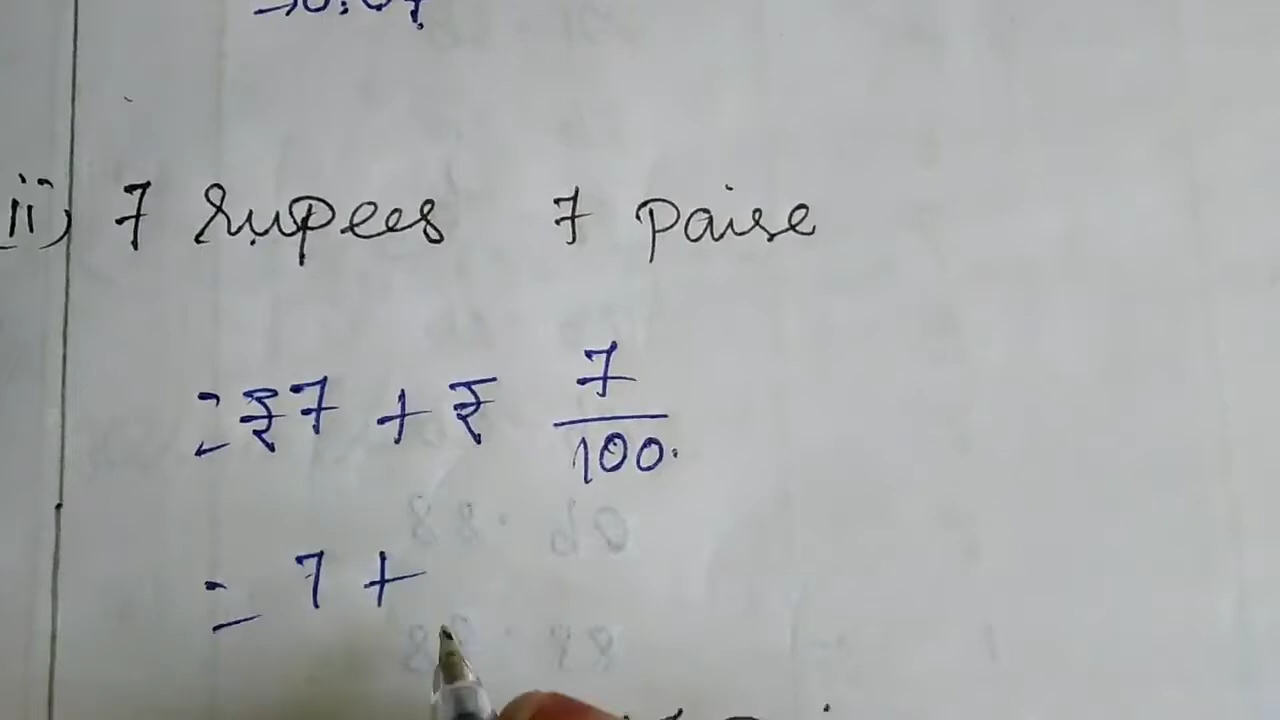 ii) 7 rupees 7 paise
= ₹7 + ₹ 7/100.
= 7 +